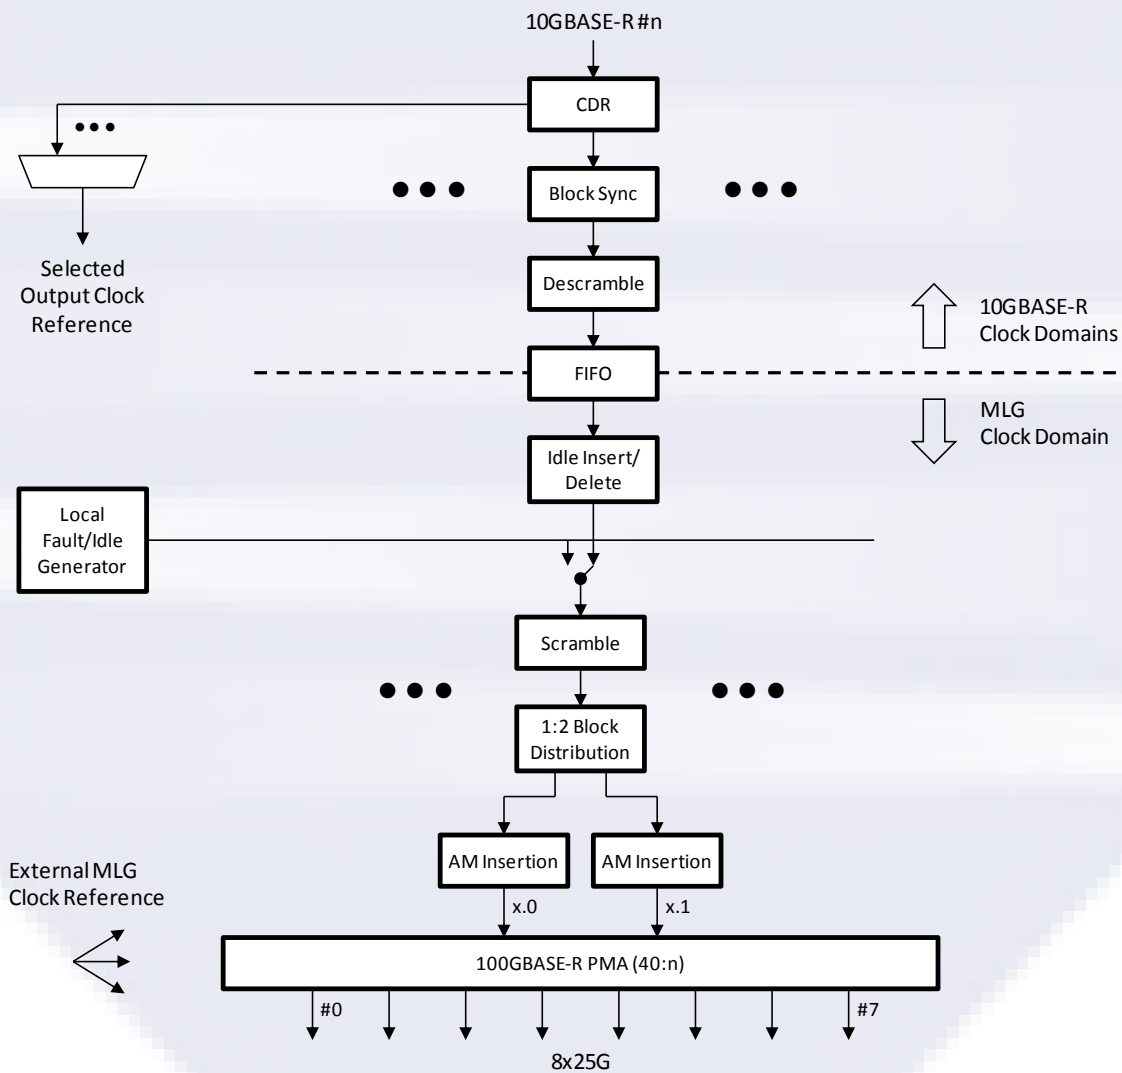 10GBASE-R #n
CDR
Block Sync
Descramble
Selected
Output Clock
Reference
10GBASE-R
Clock Domains
FIFO
MLG
Clock Domain
Idle Insert/
Delete
Local
Fault/Idle
Generator
Scramble
1:2 Block
Distribution
AM Insertion
AM Insertion
External MLG
Clock Reference
x.0
x.1
100GBASE-R PMA (40:n)
#0
#7
8x25G